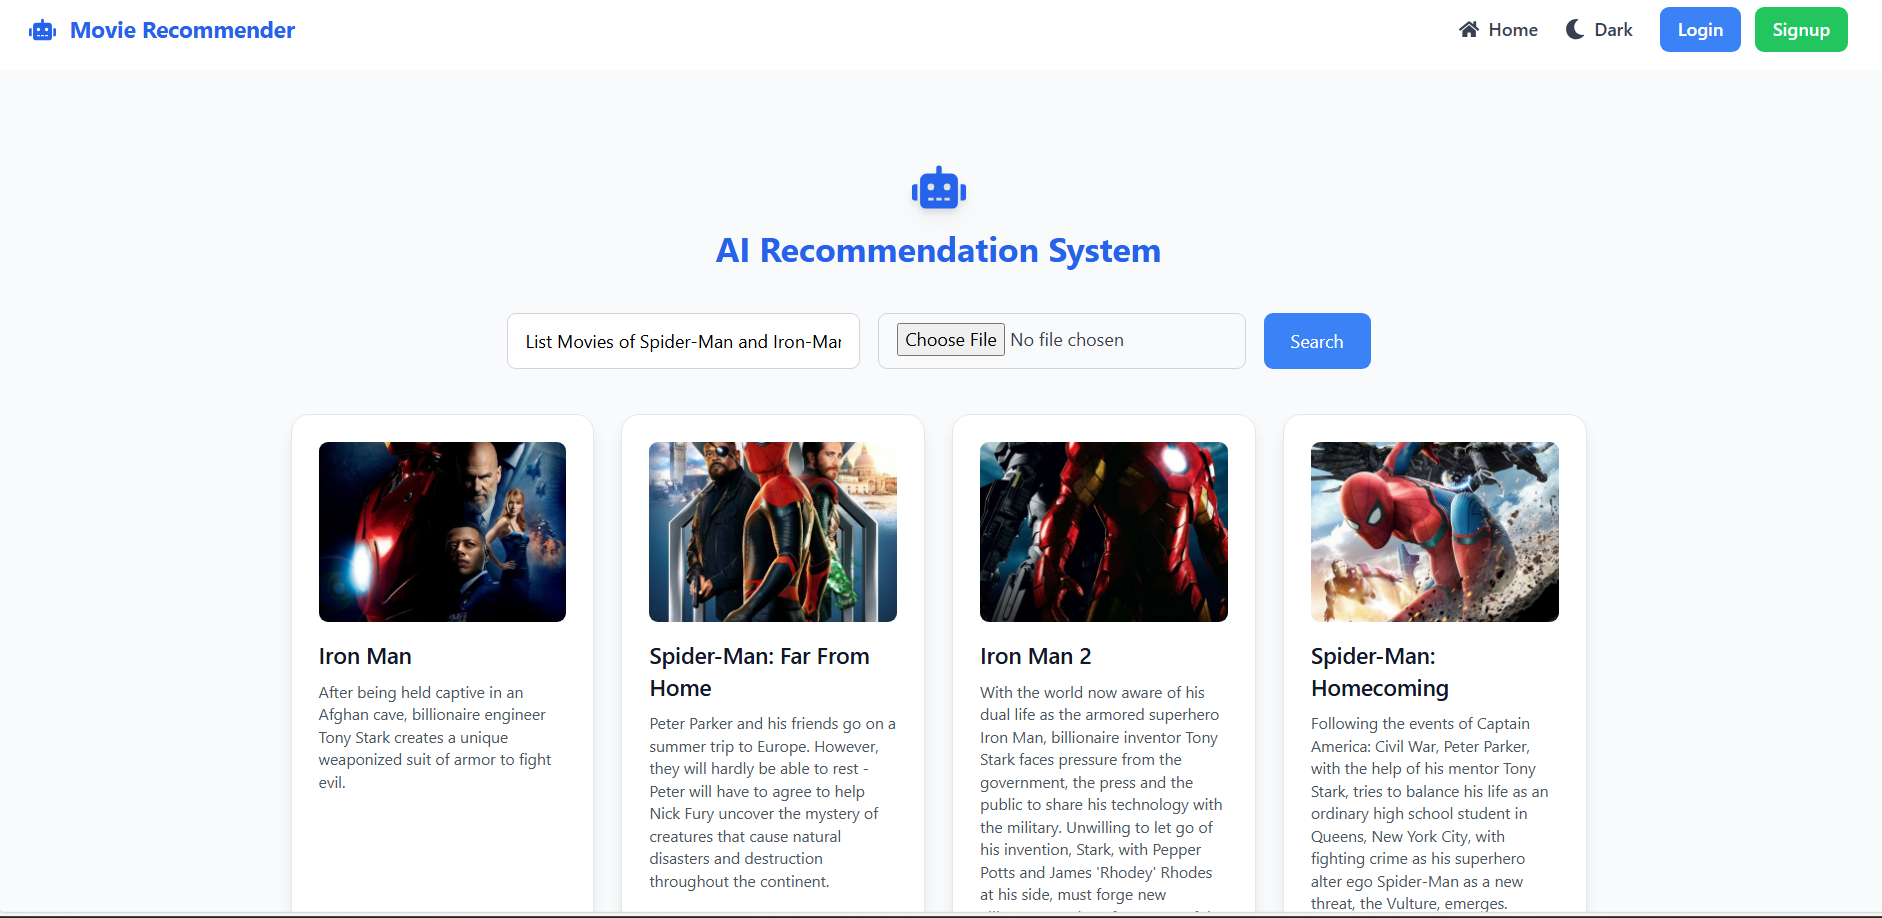 Movie Recommender
Home
Dark
Login
Signup
AI Recommendation System
List Movies of Spider-Man and Iron-Mar
Choose File No file chosen
Search
Iron Man
After being held captive in an
Afghan cave, billionaire engineer
Tony Stark creates a unique
weaponized suit of armor to fight
evil.
Spider-Man: Far From
Home
Peter Parker and his friends go on a
summer trip to Europe. However,
they will hardly be able to rest -
Peter will have to agree to help
Nick Fury uncover the mystery of
creatures that cause natural
disasters and destruction
throughout the continent.
Iron Man 2
With the world now aware of his
dual life as the armored superhero
Iron Man, billionaire inventor Tony
Stark faces pressure from the
government, the press and the
public to share his technology with
the military. Unwilling to let go of
his invention, Stark, with Pepper
Potts and James 'Rhodey' Rhodes
at his side, must forge new
Spider-Man:
Homecoming
Following the events of Captain
America: Civil War, Peter Parker,
with the help of his mentor Tony
Stark, tries to balance his life as an
ordinary high school student in
Queens, New York City, with
fighting crime as his superhero
alter ego Spider-Man as a new
threat, the Vulture, emerges.